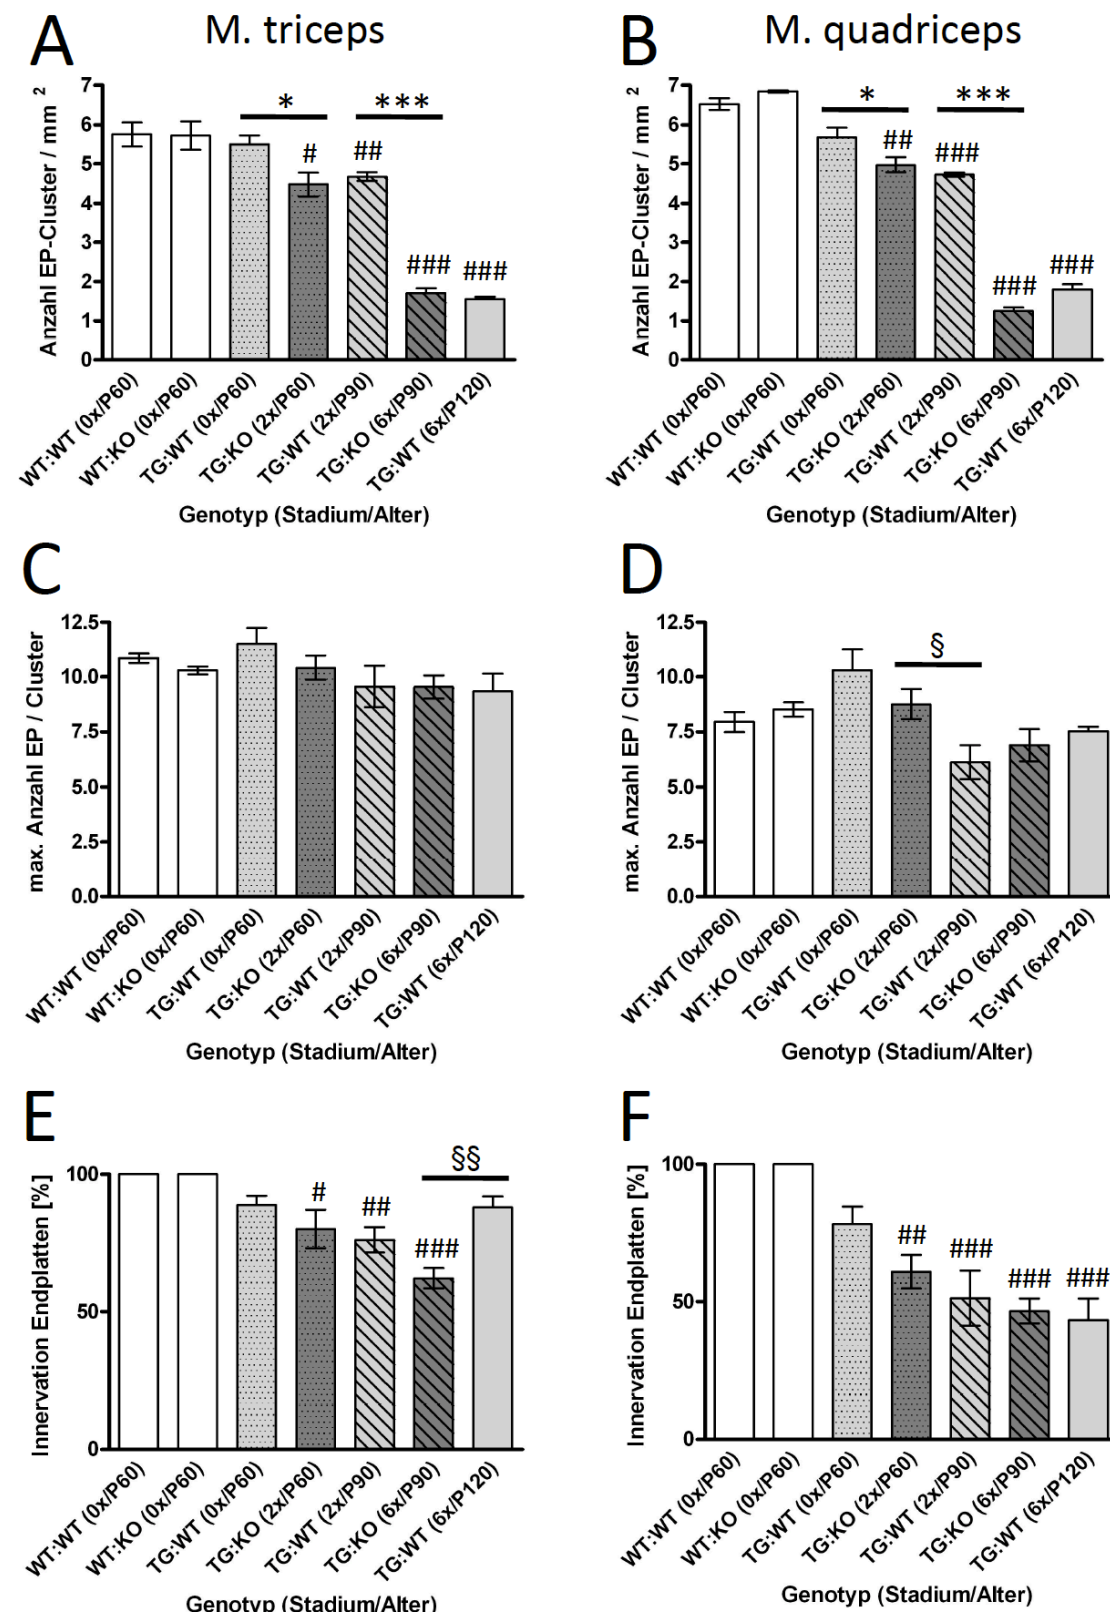 A M. triceps
Anzahl EP-Cluster / mm 2
7
6
5
4
3
2
1
0
* ***
# ## ### ###
WT:WT (0x/P60)
WT:KO (0x/P60)
TG:WT (0x/P60)
TG:KO (2x/P60)
TG:WT (2x/P90)
TG:KO (6x/P90)
TG:WT (6x/P120)
Genotyp (Stadium/Alter)
B M. quadriceps
Anzahl EP-Cluster / mm 2
7
6
5
4
3
2
1
0
* ***
## ### ### ###
WT:WT (0x/P60)
WT:KO (0x/P60)
TG:WT (0x/P60)
TG:KO (2x/P60)
TG:WT (2x/P90)
TG:KO (6x/P90)
TG:WT (6x/P120)
Genotyp (Stadium/Alter)
C
max. Anzahl EP / Cluster
12.5
10.0
7.5
5.0
2.5
0.0
WT:WT (0x/P60)
WT:KO (0x/P60)
TG:WT (0x/P60)
TG:KO (2x/P60)
TG:WT (2x/P90)
TG:KO (6x/P90)
TG:WT (6x/P120)
Genotyp (Stadium/Alter)
D
max. Anzahl EP / Cluster
12.5
10.0
7.5
5.0
2.5
0.0
§
WT:WT (0x/P60)
WT:KO (0x/P60)
TG:WT (0x/P60)
TG:KO (2x/P60)
TG:WT (2x/P90)
TG:KO (6x/P90)
TG:WT (6x/P120)
Genotyp (Stadium/Alter)
E
Innervation Endplatten [%]
100
50
0
§§
# ## ###
WT:WT (0x/P60)
WT:KO (0x/P60)
TG:WT (0x/P60)
TG:KO (2x/P60)
TG:WT (2x/P90)
TG:KO (6x/P90)
TG:WT (6x/P120)
Genotyp (Stadium/Alter)
F
Innervation Endplatten [%]
100
50
0
## ### ### ###
WT:WT (0x/P60)
WT:KO (0x/P60)
TG:WT (0x/P60)
TG:KO (2x/P60)
TG:WT (2x/P90)
TG:KO (6x/P90)
TG:WT (6x/P120)
Genotyp (Stadium/Alter)